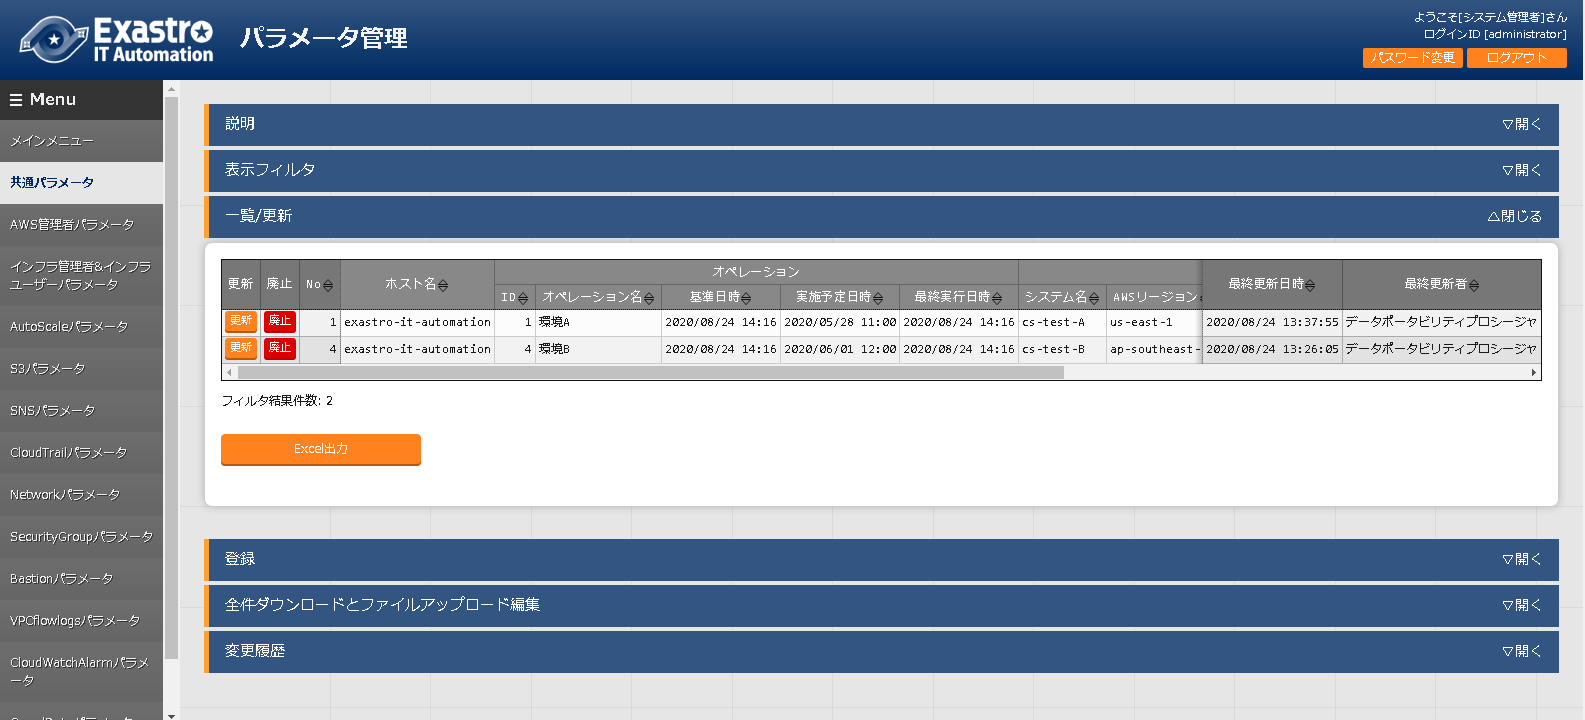 Exastro
IT Automation
パラメータ管理
ようこそ[システム管理者]さん
ログインID [administrator]
パスワード変更 ログアウト
Menu
メインメニュー
共通パラメータ
AWS管理者パラメータ
インフラ管理者&インフラ
ユーザーパラメータ
AutoScaleパラメータ
S3パラメータ
SNSパラメータ
CloudTrailパラメータ
Networkパラメータ
SecurityGroupパラメータ
Bastionパラメータ
VPCflowlogsパラメータ
CloudWatchAlarmパラメ
ータ
説明 ▽開く
表示フィルタ ▽開く
一覧/更新 △閉じる
更新 廃止 No ホスト名 オペレーション 最終更新日時 最終更新者
ID オペレーション名 基準日時 実施予定日時 最終実行日時 システム名 AWSリージョン
更新 廃止 1 exastro-it-automation 1 環境A 2020/08/24 14:16 2020/05/28 11:00 2020/08/24 14:16 cs-test-A us-east-1 2020/08/24 13:37:55 データポータビリティプロシージャ
更新 廃止 4 exastro-it-automation 4 環境B 2020/08/24 14:16 2020/06/01 12:00 2020/08/24 14:16 cs-test-B ap-southeast- 2020/08/24 13:26:05 データポータビリティプロシージャ
フィルタ結果件数: 2
Excel出力
登録 ▽開く
全件ダウンロードとファイルアップロード編集 ▽開く
変更履歴 ▽開く